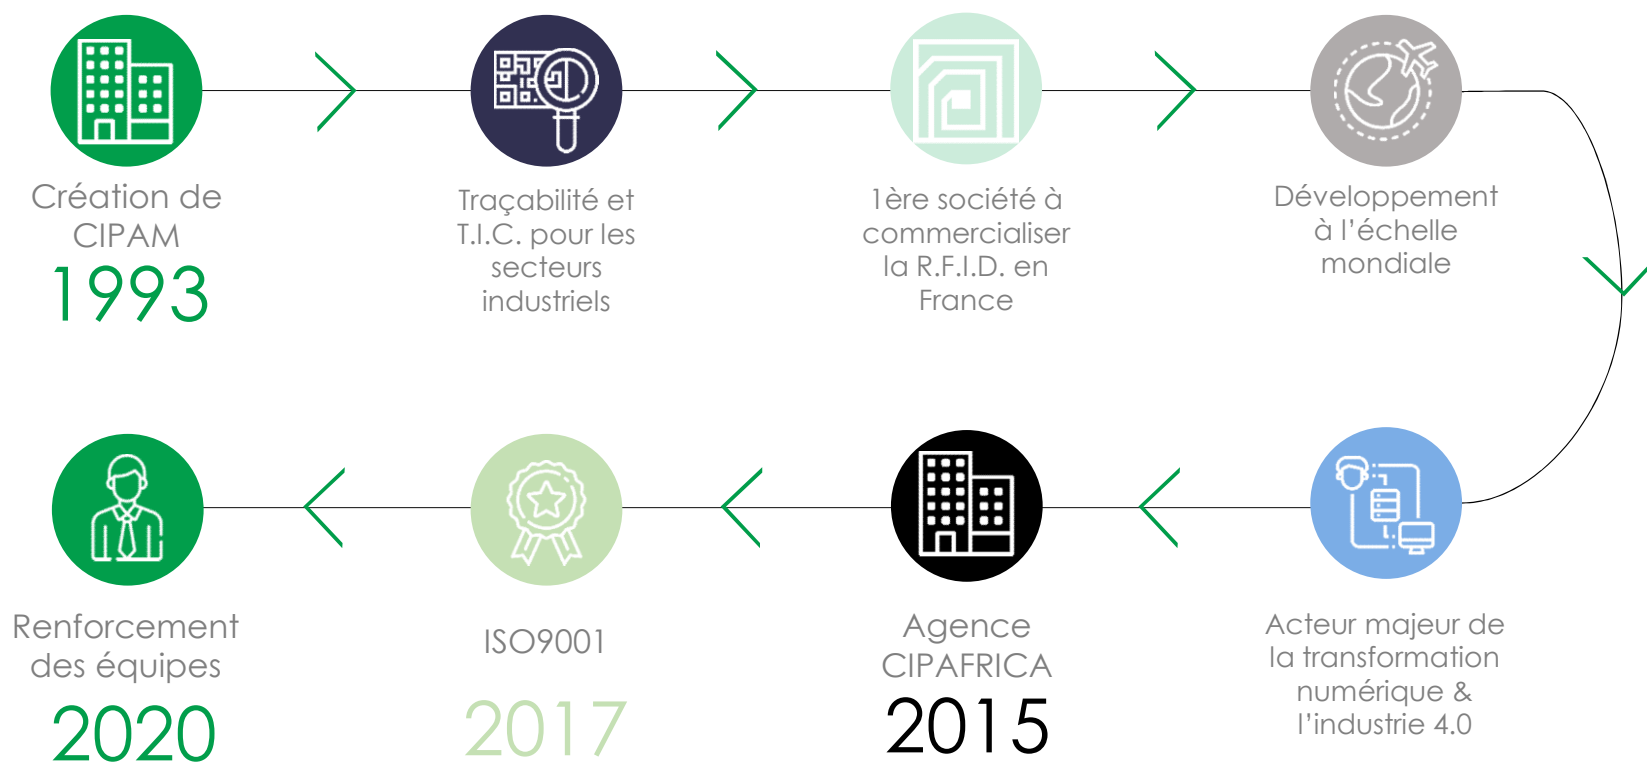 Création de
CIPAM
1993
Traçabilité et
T.I.C. pour les
secteurs
industriels
1ère société à
commercialiser
la R.F.I.D. en
France
Développement
à l’échelle
mondiale
Acteur majeur de
la transformation
numérique &
l’industrie 4.0
Agence
CIPAFRICA
2015
ISO9001
2017
Renforcement
des équipes
2020